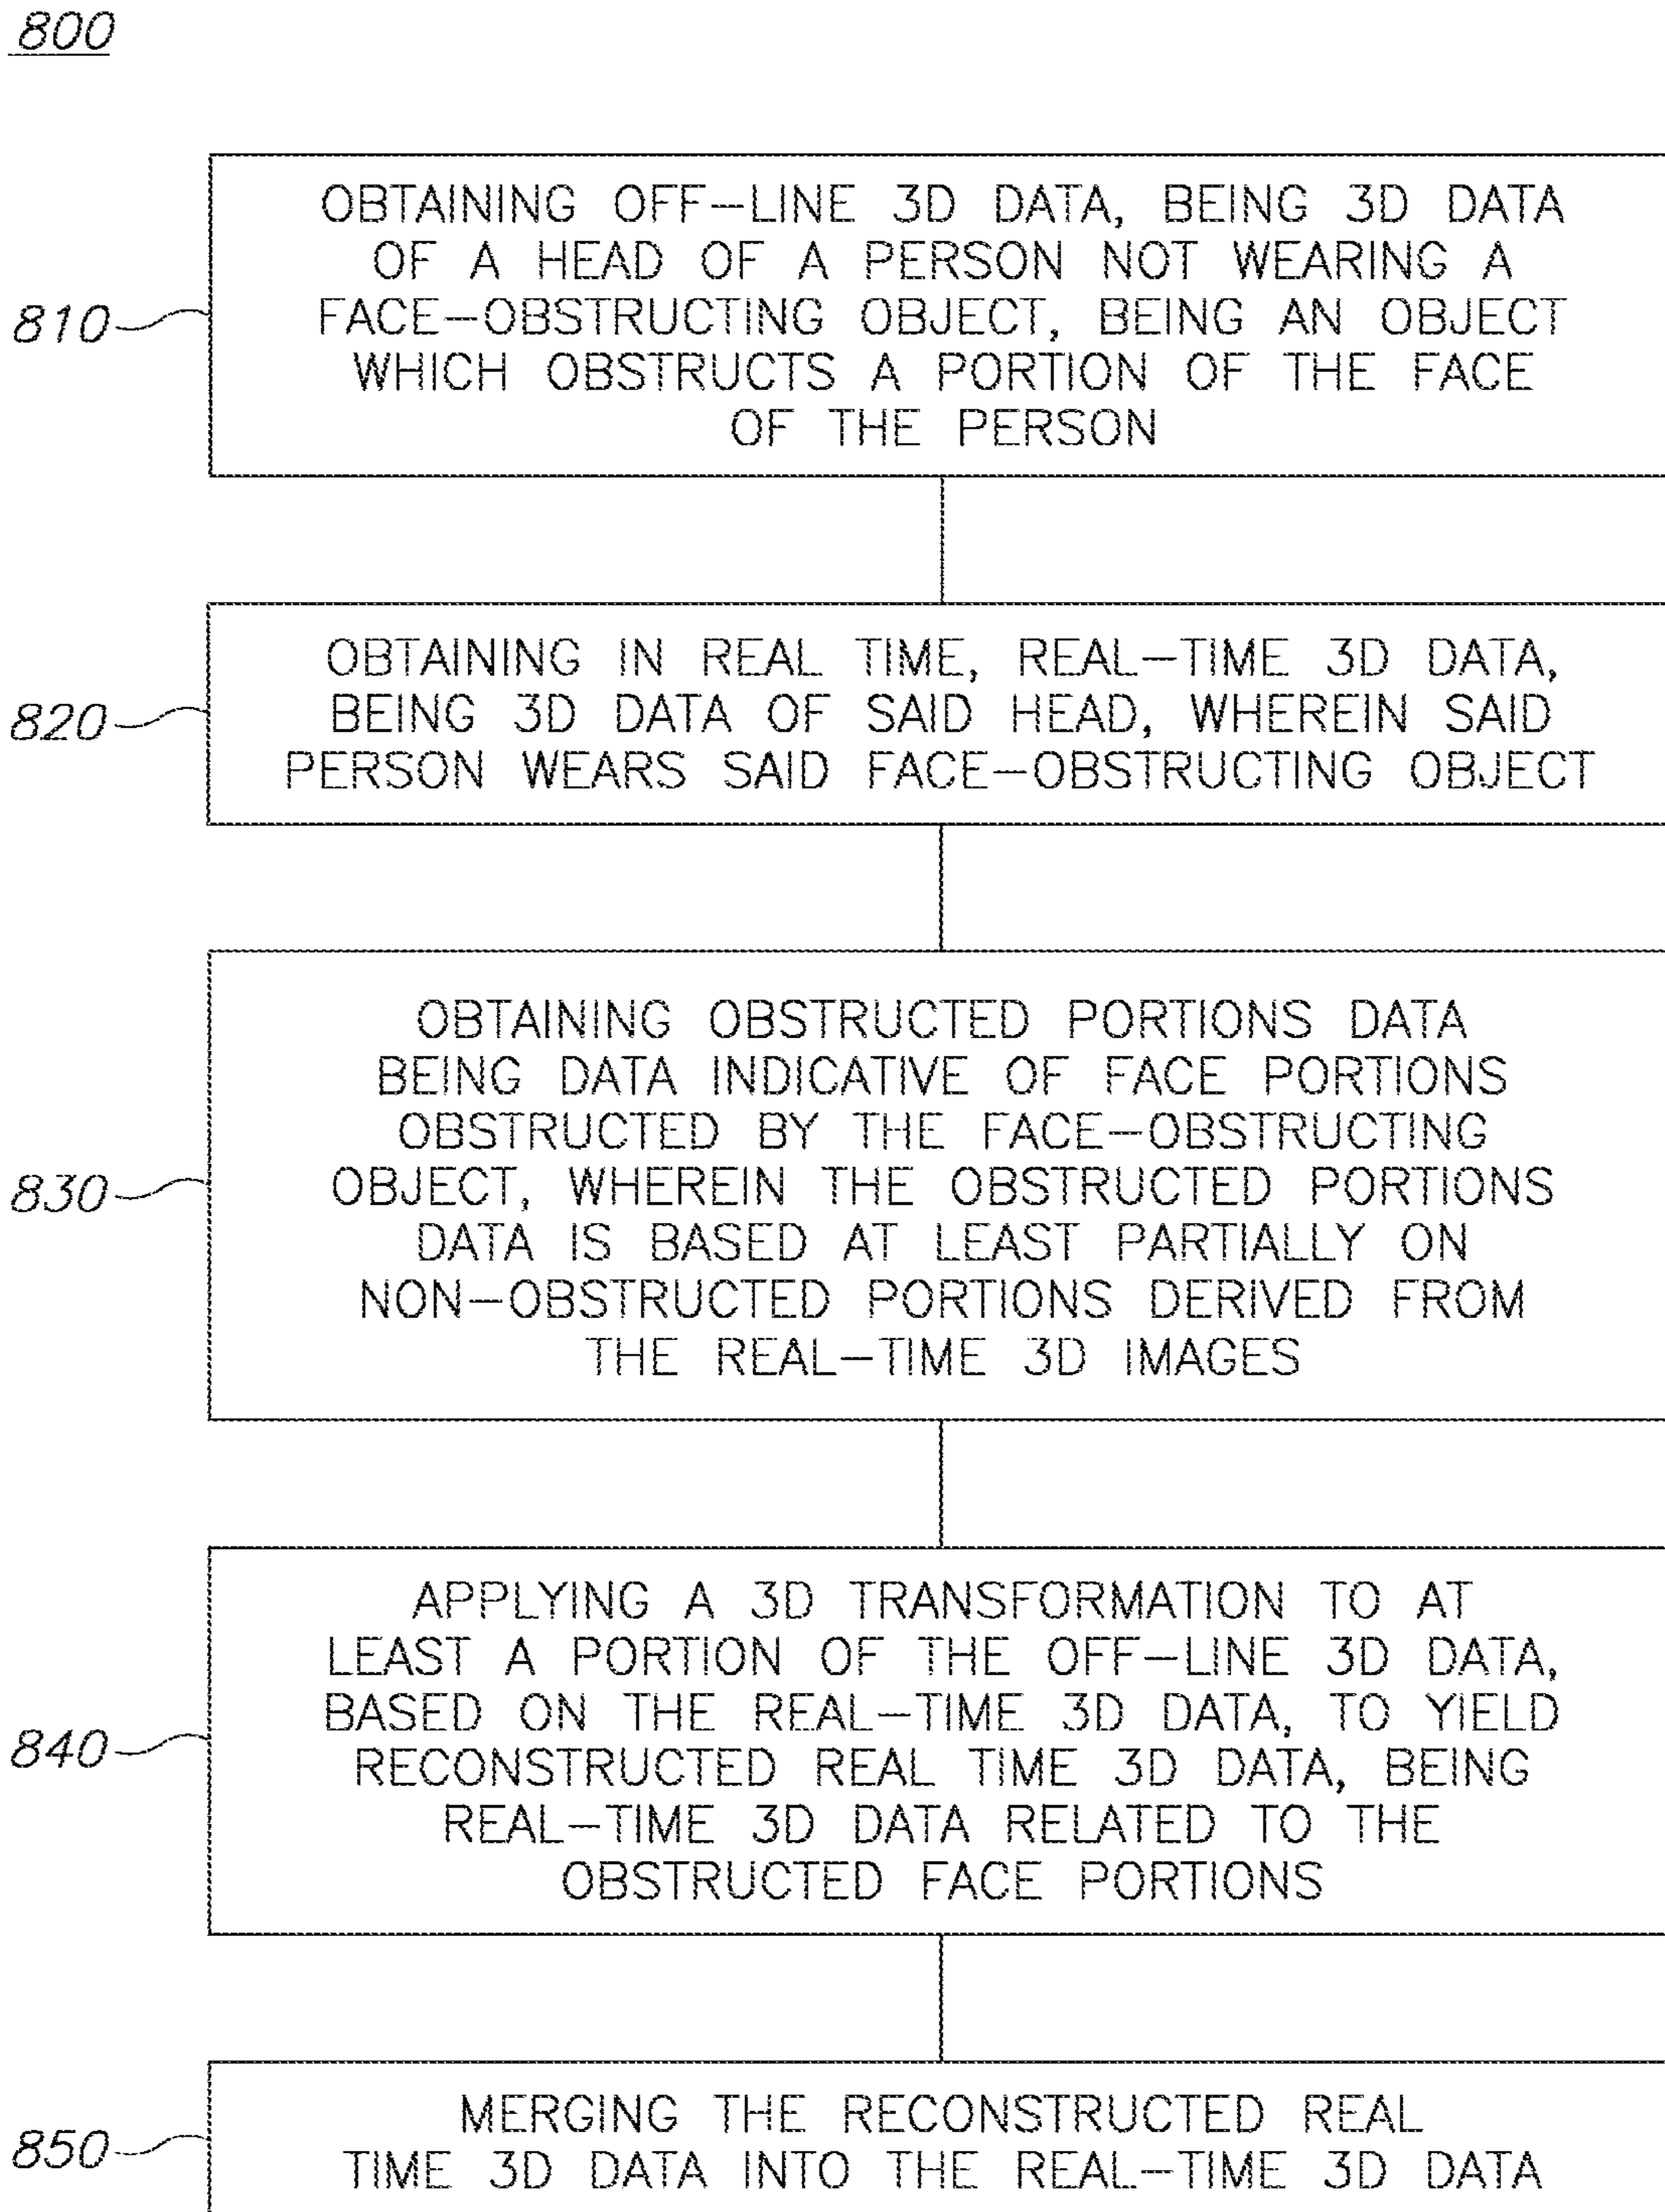 800
OBTAINING OFF-LINE 3D DATA, BEING 3D DATA
OF A HEAD OF A PERSON NOT WEARING A
FACE-OBSTRUCTING OBJECT, BEING AN OBJECT
WHICH OBSTRUCTS A PORTION OF THE FACE
OF THE PERSON
810
OBTAINING IN REAL TIME, REAL-TIME 3D DATA,
BEING 3D DATA OF SAID HEAD, WHEREIN SAID
PERSON WEARS SAID FACE-OBSTRUCTING OBJECT
820
OBTAINING OBSTRUCTED PORTIONS DATA
BEING DATA INDICATIVE OF FACE PORTIONS
OBSTRUCTED BY THE FACE-OBSTRUCTING
OBJECT, WHEREIN THE OBSTRUCTED PORTIONS
DATA IS BASED AT LEAST PARTIALLY ON
NON-OBSTRUCTED PORTIONS DERIVED FROM
THE REAL-TIME 3D IMAGES
830
APPLYING A 3D TRANSFORMATION TO AT
LEAST A PORTION OF THE OFF-LINE 3D DATA,
BASED ON THE REAL-TIME 3D DATA, TO YIELD
RECONSTRUCTED REAL TIME 3D DATA, BEING
REAL-TIME 3D DATA RELATED TO THE
OBSTRUCTED FACE PORTIONS
840
MERGING THE RECONSTRUCTED REAL
TIME 3D DATA INTO THE REAL-TIME 3D DATA
850